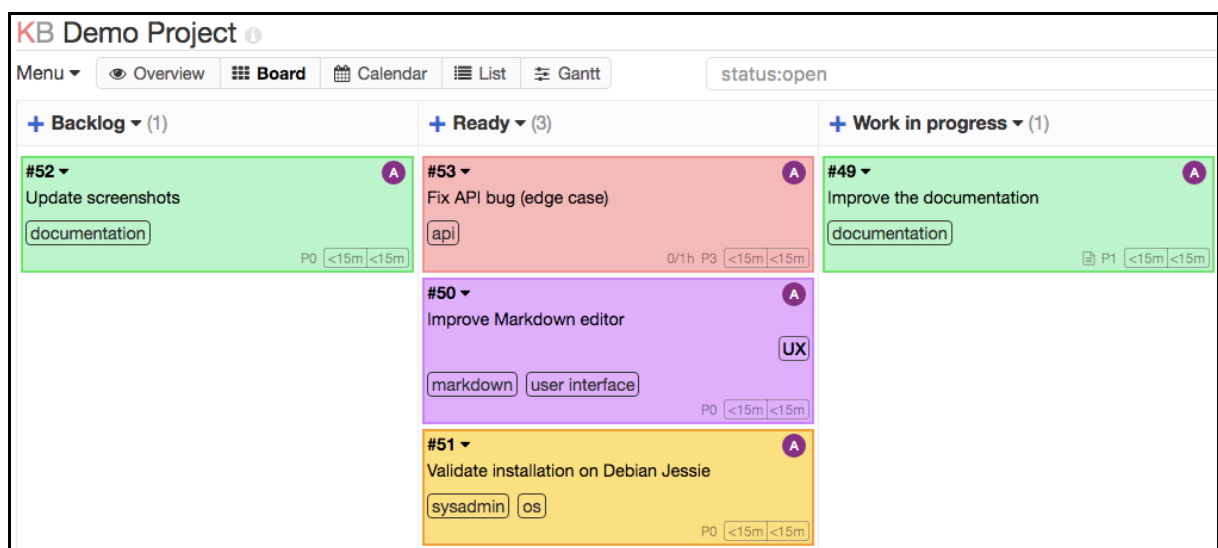 KB Demo Project
Menu Overview Board Calendar List Gantt status:open
+ Backlog (1)
#52 A
Update screenshots
documentation
P0 <15m <15m
+ Ready (3)
#53 A
Fix API bug (edge case)
api
0/1h P3 <15m <15m
#50 A
Improve Markdown editor
UX
markdown user interface
P0 <15m <15m
#51 A
Validate installation on Debian Jessie
sysadmin os
P0 <15m <15m
+ Work in progress (1)
#49 A
Improve the documentation
documentation
P1 <15m <15m